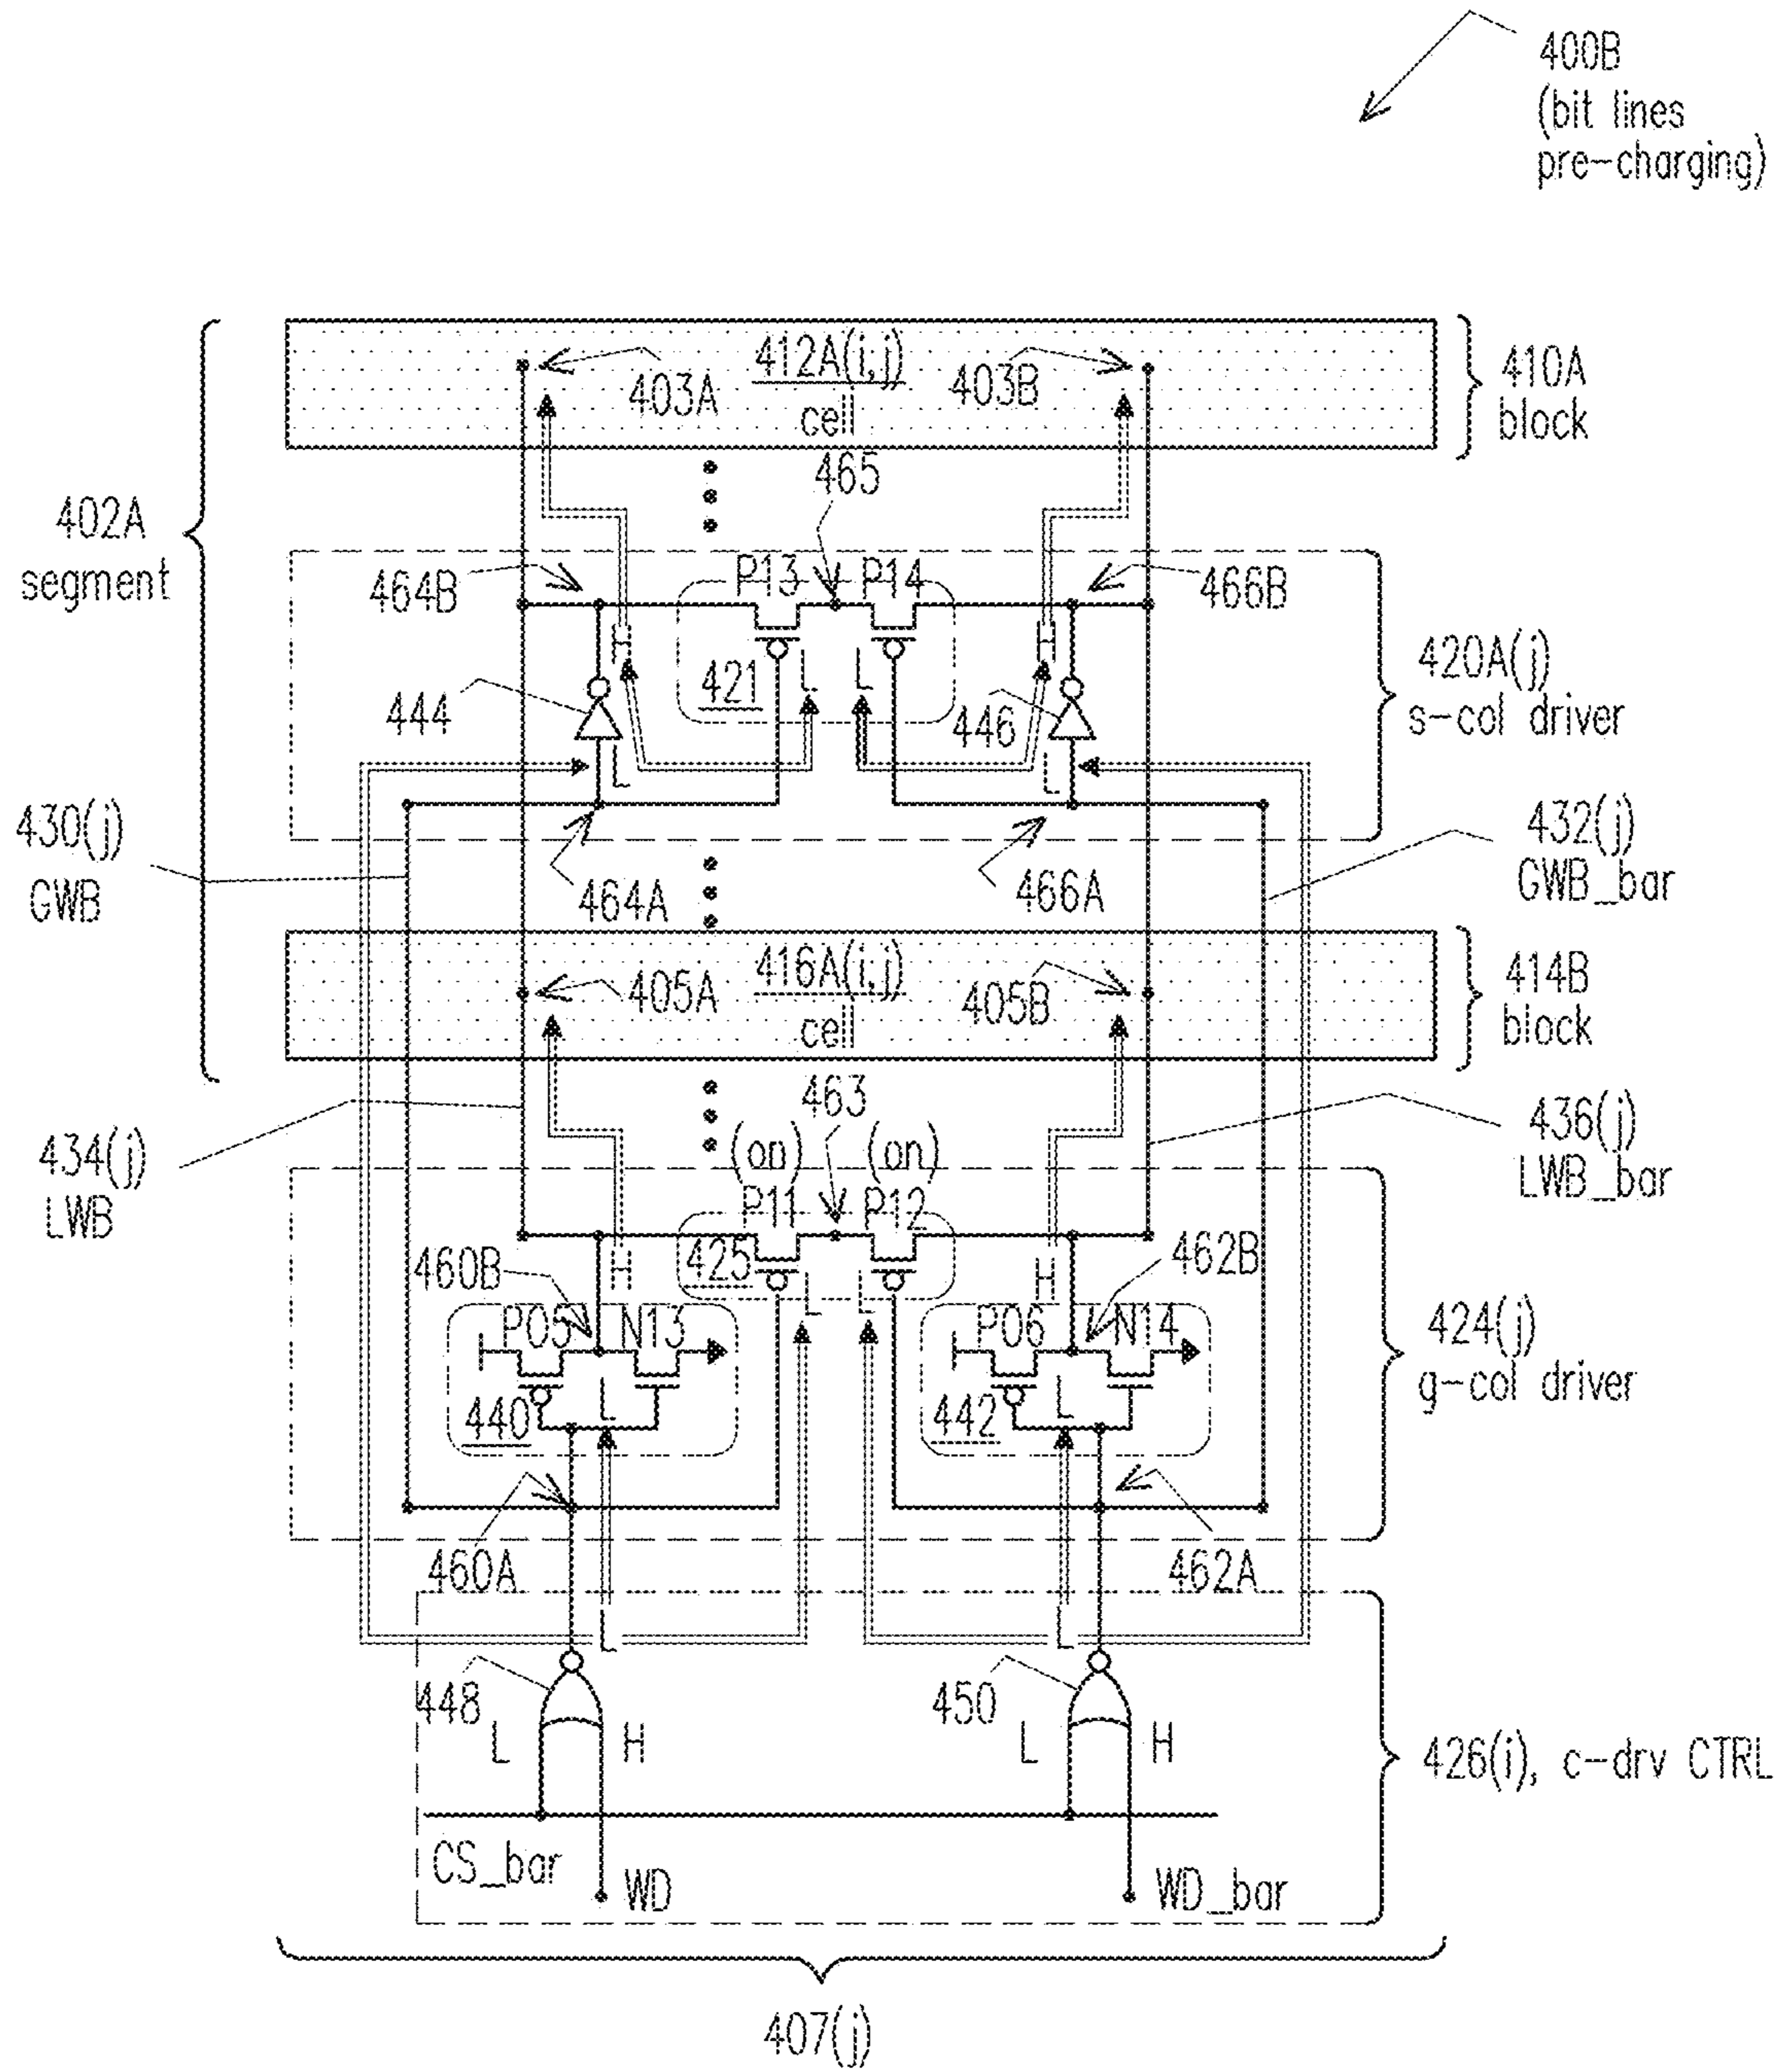 400B
(bit lines
pre-charging)
412A(i,j)
cell
403A
403B
410A
block
465
402A
segment
464B
P13
P14
466B
H
H
L
L
421
444
446
420A(j)
s-col driver
L
L
430(j)
GWB
464A
466A
432(j)
GWB_bar
416A(i,j)
cell
405A
405B
414B
block
463
434(j)
LWB
(on)
(on)
436(j)
LWB_bar
P11
P12
460B
H
425
L
L
H
462B
P05
N13
P06
N14
424(j)
g-col driver
L
L
440
442
460A
462A
L
L
448
450
L
H
L
H
426(i), c-drv CTRL
CS_bar
WD
WD_bar
407(j)